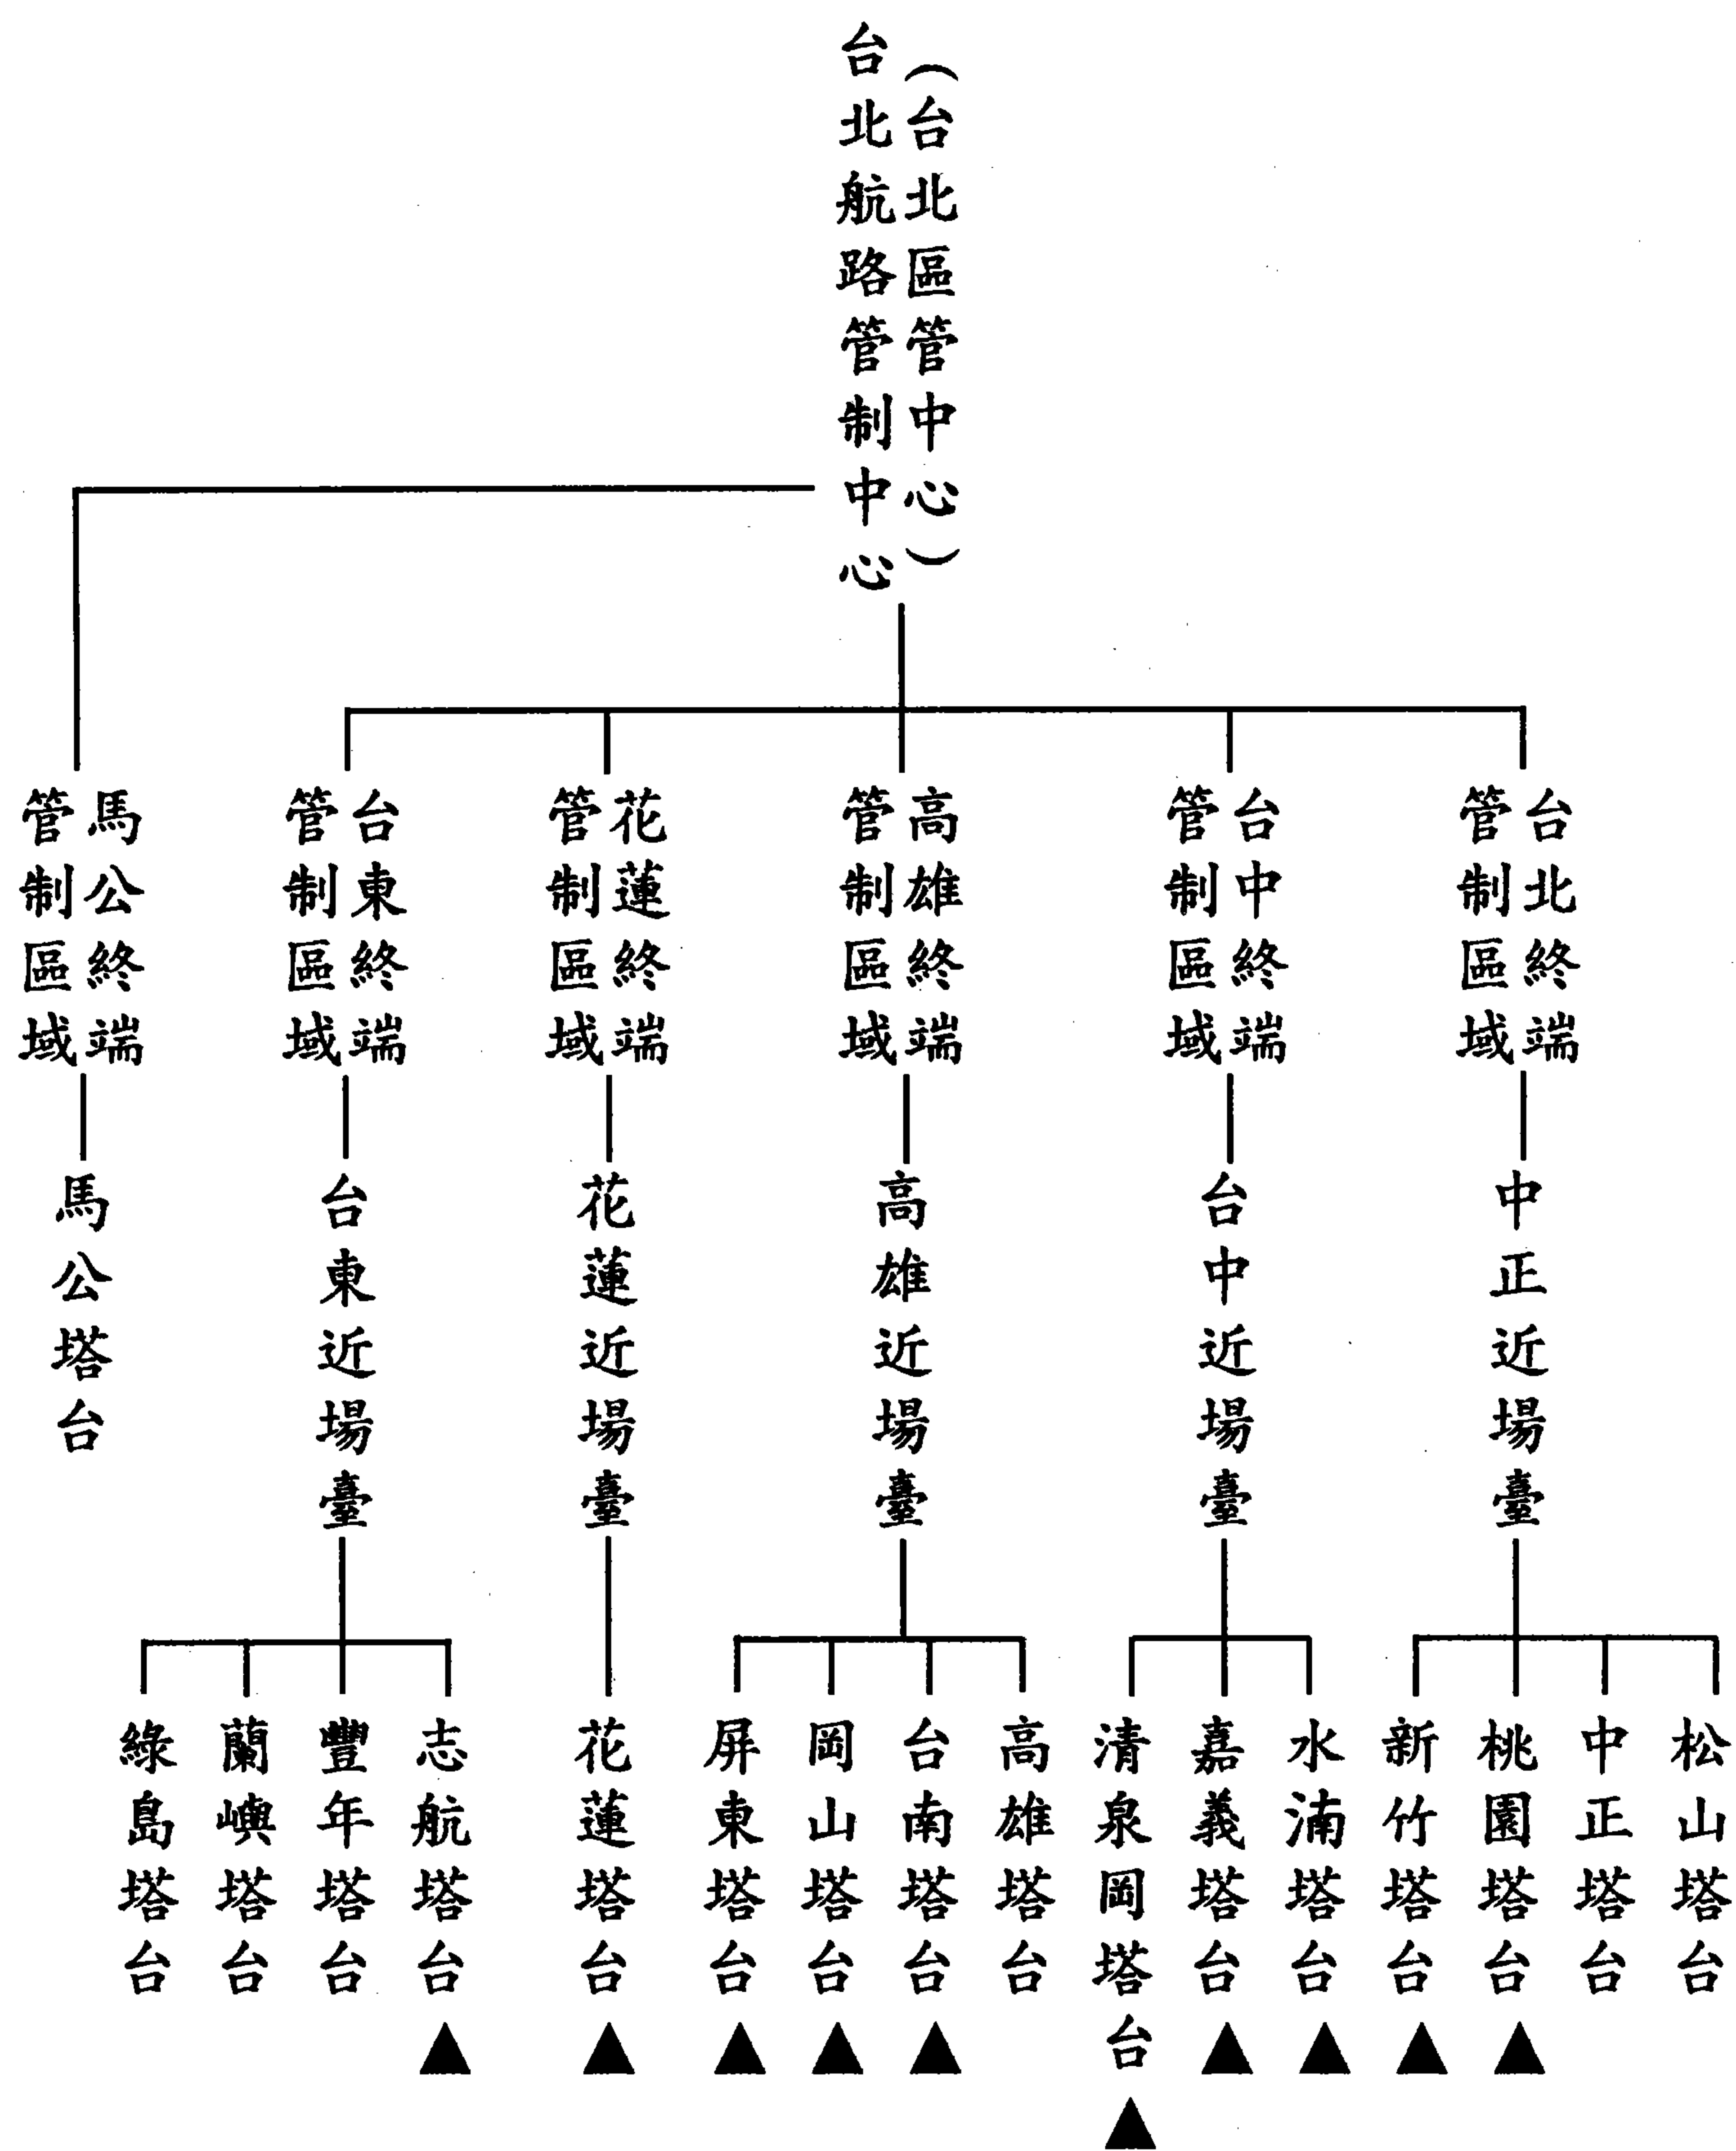 （台北區管中心）
台北航路管制中心
台北終端
管制區域
台中終端
管制區域
高雄終端
管制區域
花蓮終端
管制區域
台東終端
管制區域
馬公終端
管制區域
中正近場臺
台中近場臺
高雄近場臺
花蓮近場臺
台東近場臺
馬公塔台
松山塔台
中正塔台
桃園塔台▲
新竹塔台▲
水湳塔台▲
嘉義塔台▲
清泉岡塔台▲
高雄塔台
台南塔台▲
岡山塔台▲
屏東塔台▲
花蓮塔台▲
志航塔台▲
豐年塔台
蘭嶼塔台
綠島塔台